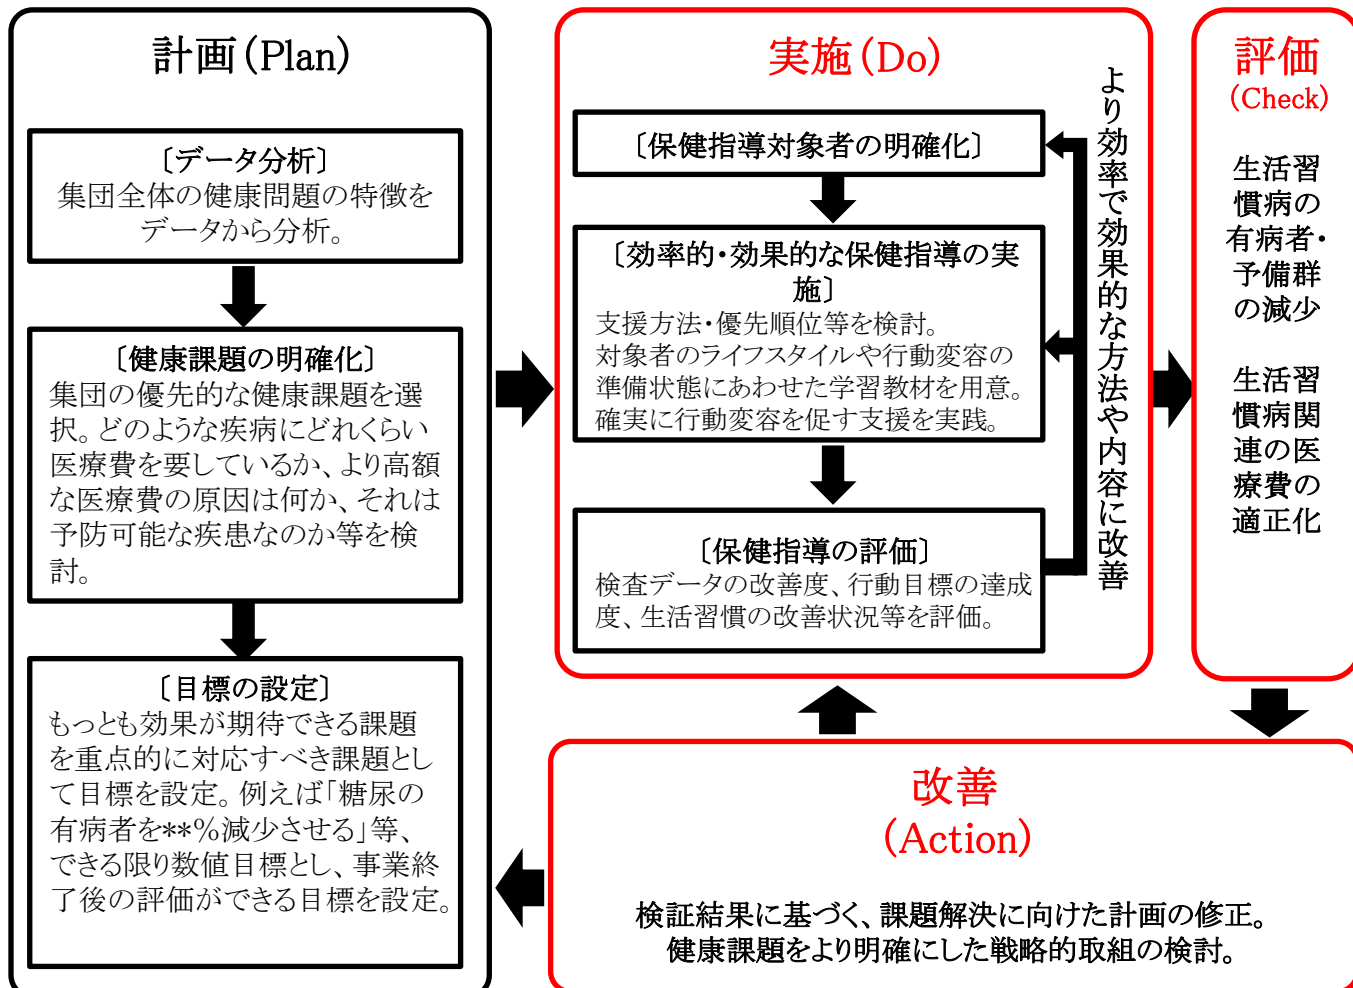 計画(Plan)
〔データ分析〕
集団全体の健康問題の特徴を
データから分析。
〔健康課題の明確化〕
集団の優先的な健康課題を選
択。どのような疾病にどれくらい
医療費を要しているか、より高額
な医療費の原因は何か、それは
予防可能な疾患なのか等を検
討。
〔目標の設定〕
もっとも効果が期待できる課題
を重点的に対応すべき課題とし
て目標を設定。例えば「糖尿の
有病者を**%減少させる」等、
できる限り数値目標とし、事業終
了後の評価ができる目標を設定。
実施(Do)
〔保健指導対象者の明確化〕
〔効率的・効果的な保健指導の実
施〕
支援方法・優先順位等を検討。
対象者のライフスタイルや行動変容の
準備状態にあわせた学習教材を用意。
確実に行動変容を促す支援を実践。
〔保健指導の評価〕
検査データの改善度、行動目標の達成
度、生活習慣の改善状況等を評価。
より効率で効果的な方法や内容に改善
評価
(Check)
生活習
慣病の
有病者・
予備群
の減少
生活習
慣病関
連の医
療費の
適正化
改善
(Action)
検証結果に基づく、課題解決に向けた計画の修正。
健康課題をより明確にした戦略的取組の検討。